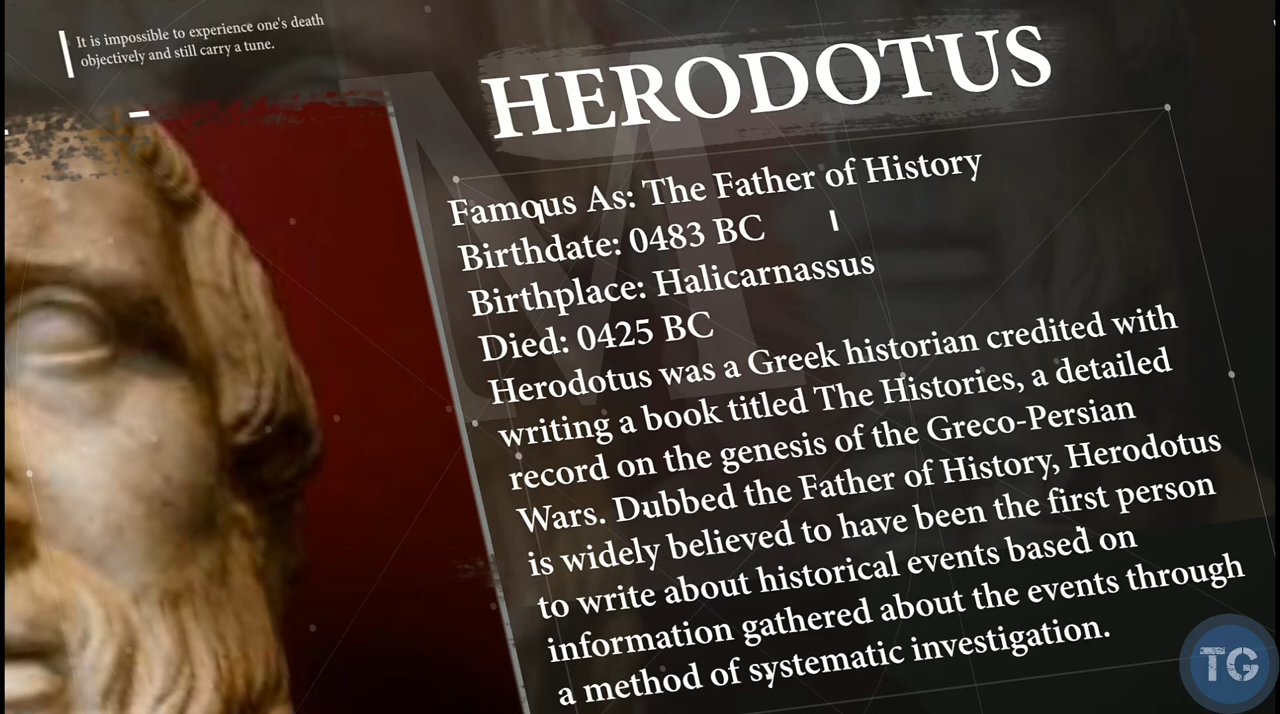 It is impossible to experience one's death
objectively and still carry a tune.
HERODOTUS
Famous As: The Father of History
Birthdate: 0483 BC
Birthplace: Halicarnassus
Died: 0425 BC
Herodotus was a Greek historian credited with
writing a book titled The Histories, a detailed
record on the genesis of the Greco-Persian
Wars. Dubbed the Father of History, Herodotus
is widely believed to have been the first person
to write about historical events based on
information gathered about the events through
a method of systematic investigation.
TG
M